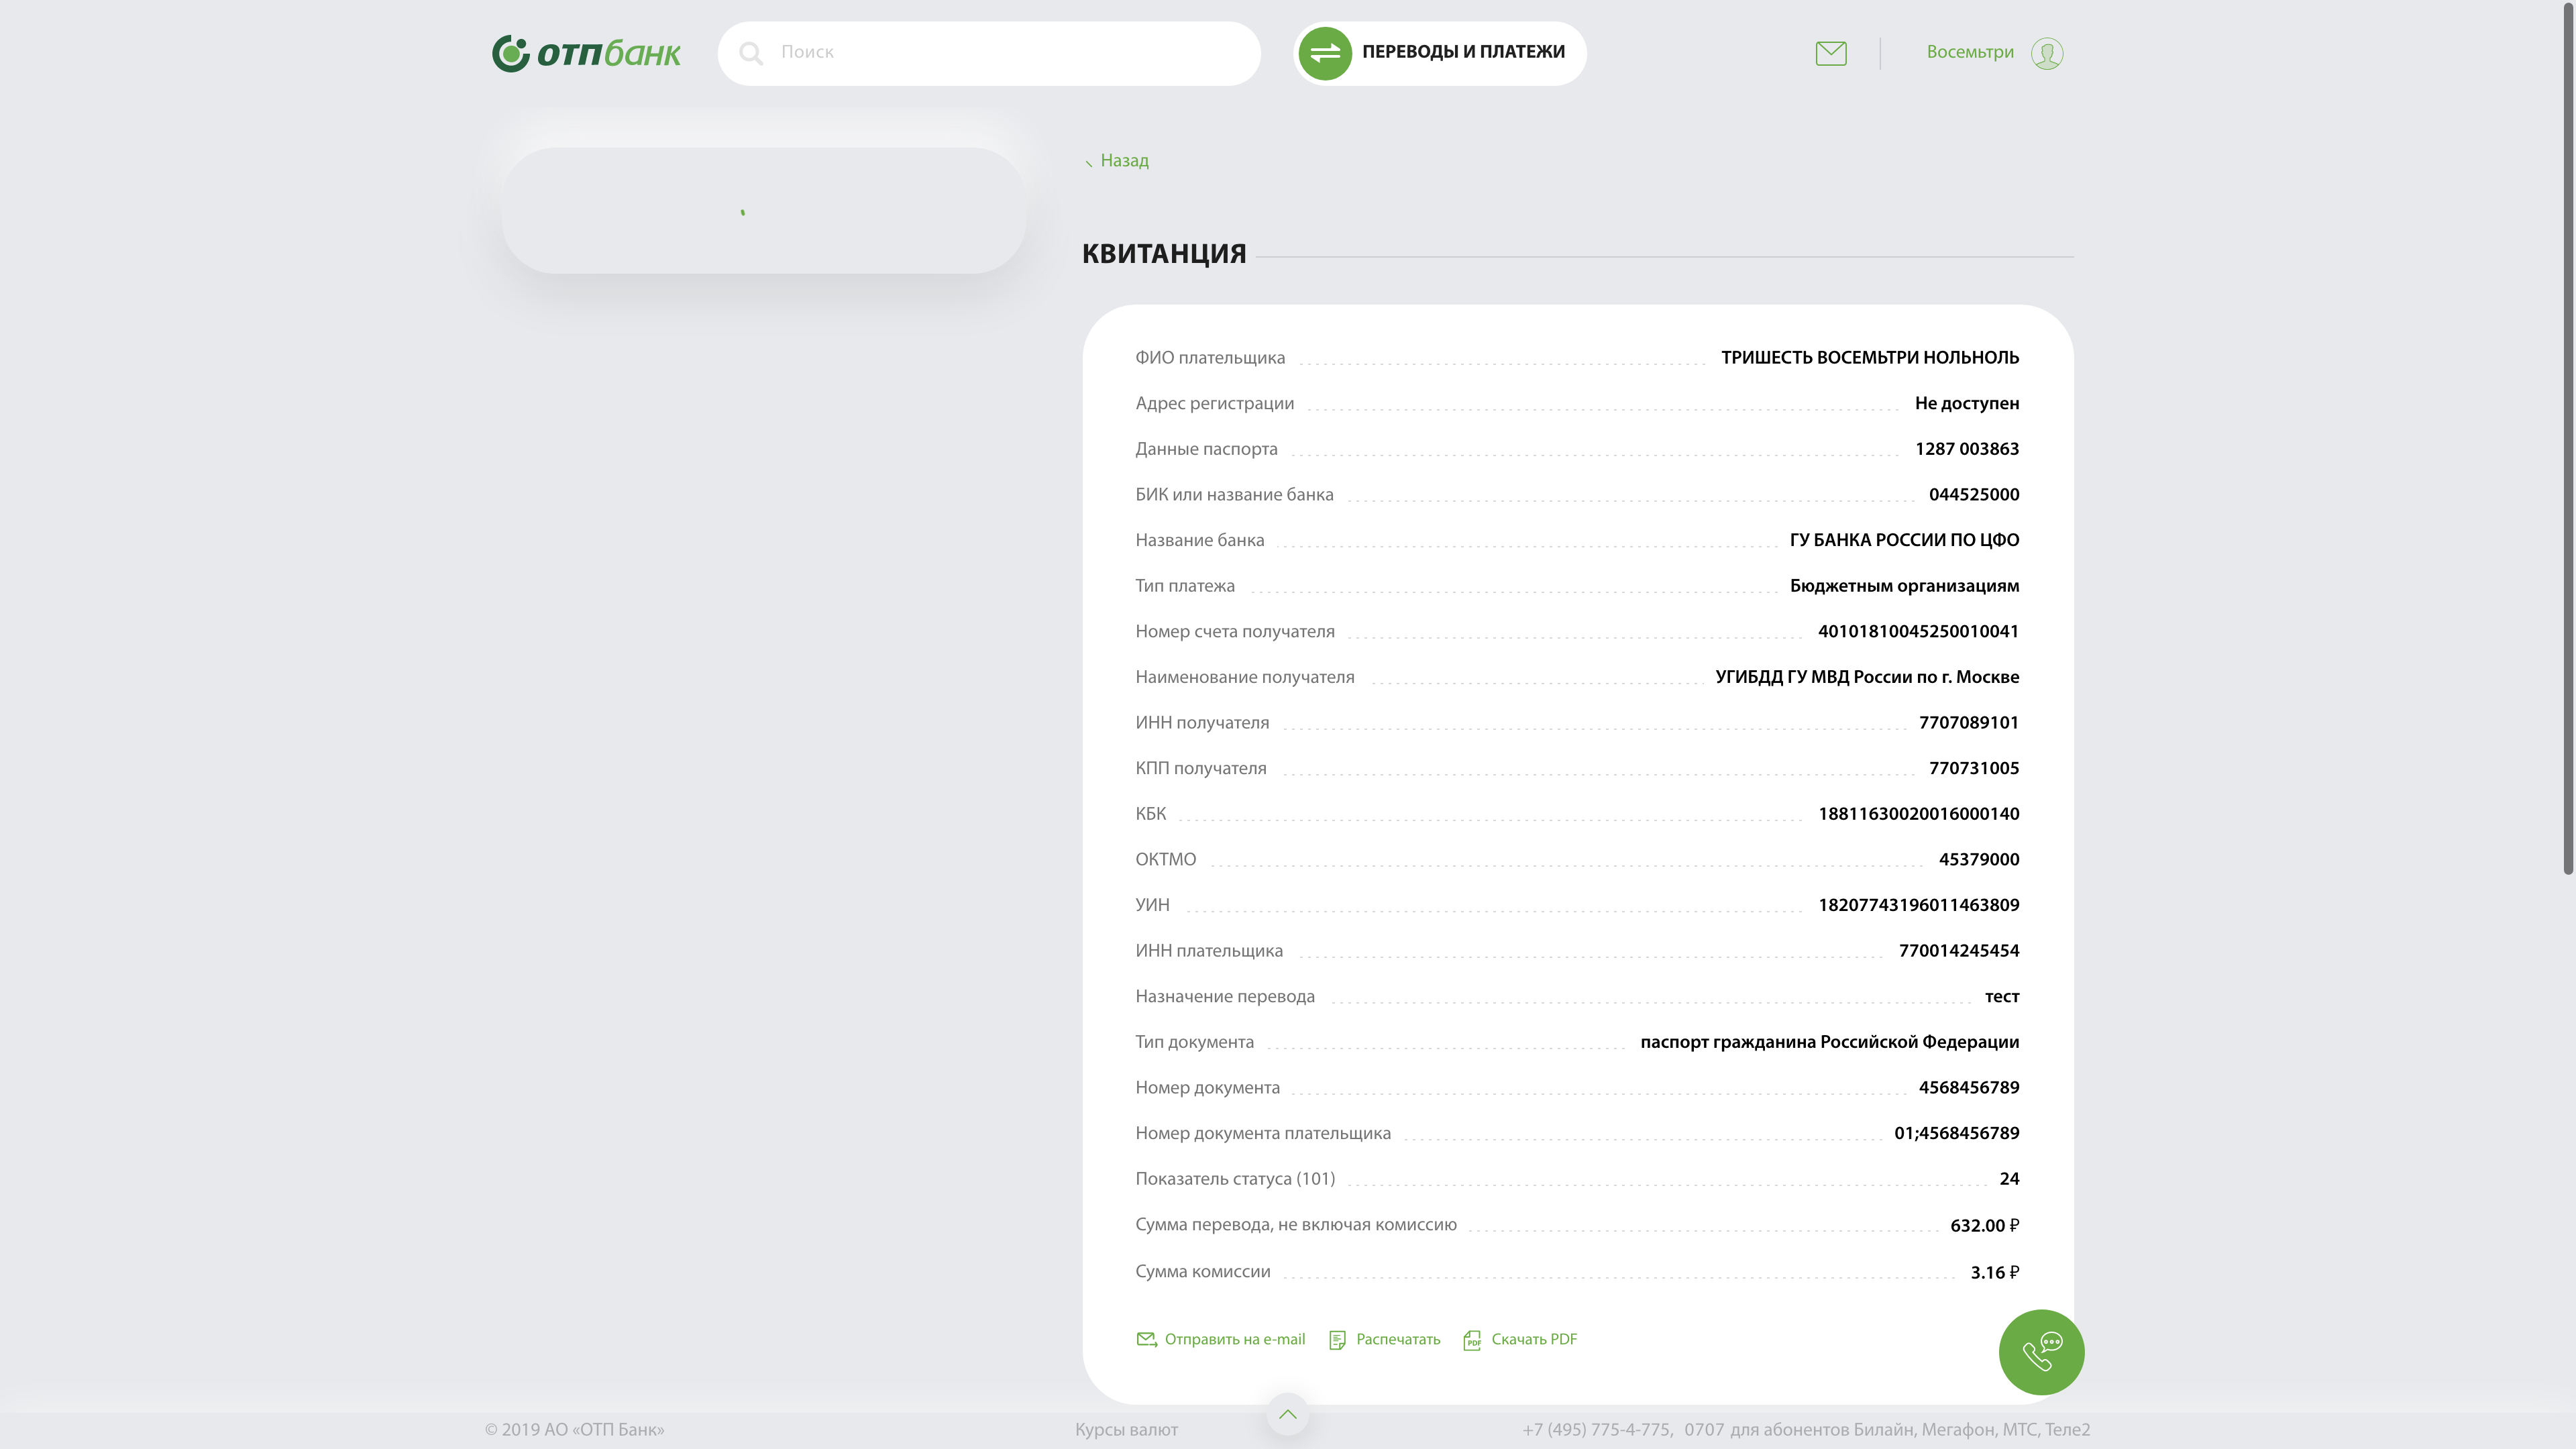 отпбанк
Поиск
ПЕРЕВОДЫ И ПЛАТЕЖИ
Восемьтри
Назад
КВИТАНЦИЯ
ФИО плательщика ТРИШЕСТЬ ВОСЕМЬТРИ НОЛЬНОЛЬ
Адрес регистрации Не доступен
Данные паспорта 1287 003863
БИК или название банка 044525000
Название банка ГУ БАНКА РОССИИ ПО ЦФО
Тип платежа Бюджетным организациям
Номер счета получателя 40101810045250010041
Наименование получателя УГИБДД ГУ МВД России по г. Москве
ИНН получателя 7707089101
КПП получателя 770731005
КБК 18811630020016000140
ОКТМО 45379000
УИН 18207743196011463809
ИНН плательщика 770014245454
Назначение перевода тест
Тип документа паспорт гражданина Российской Федерации
Номер документа 4568456789
Номер документа плательщика 01;4568456789
Показатель статуса (101) 24
Сумма перевода, не включая комиссию 632.00 ₽
Сумма комиссии 3.16 ₽
Отправить на e-mail Распечатать PDF Скачать PDF
© 2019 АО «ОТП Банк» Курсы валют +7 (495) 775-4-775, 0707 для абонентов Билайн, Мегафон, МТС, Теле2